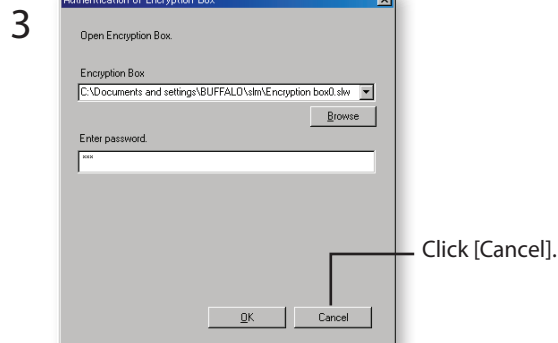 3
Authentication of Encryption Box
Open Encryption Box.
Encryption Box
C:\Documents and settings\BUFFALO\slm\Encryption box0.slw
Browse
Enter password.
xxx
Click [Cancel].
OK
Cancel